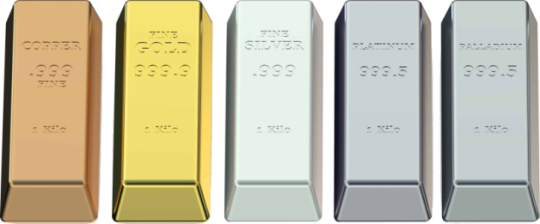 COPPER
.999
FINE
1 Kilo
FINE
GOLD
999.9
1 Kilo
FINE
SILVER
.999
1 Kilo
PLATINUM
999.5
1 Kilo
PALLADIUM
999.5
1 Kilo